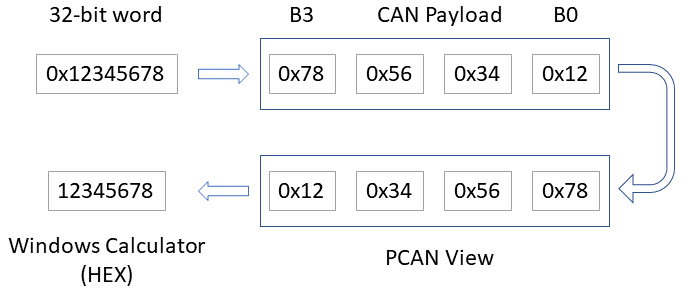 32-bit word B3 CAN Payload B0
0x12345678 0x78 0x56 0x34 0x12
12345678 0x12 0x34 0x56 0x78
Windows Calculator
(HEX)
PCAN View